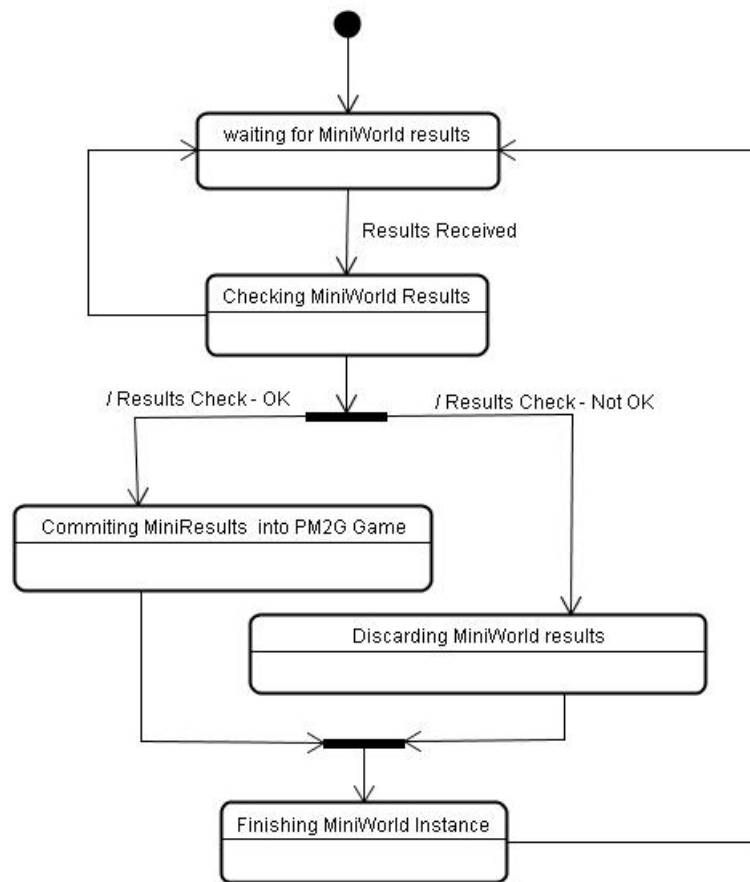 waiting for MiniWorld results
Results Received
Checking MiniWorld Results
/ Results Check - OK
/ Results Check - Not OK
Commiting MiniResults  into PM2G Game
Discarding MiniWorld results
Finishing MiniWorld Instance